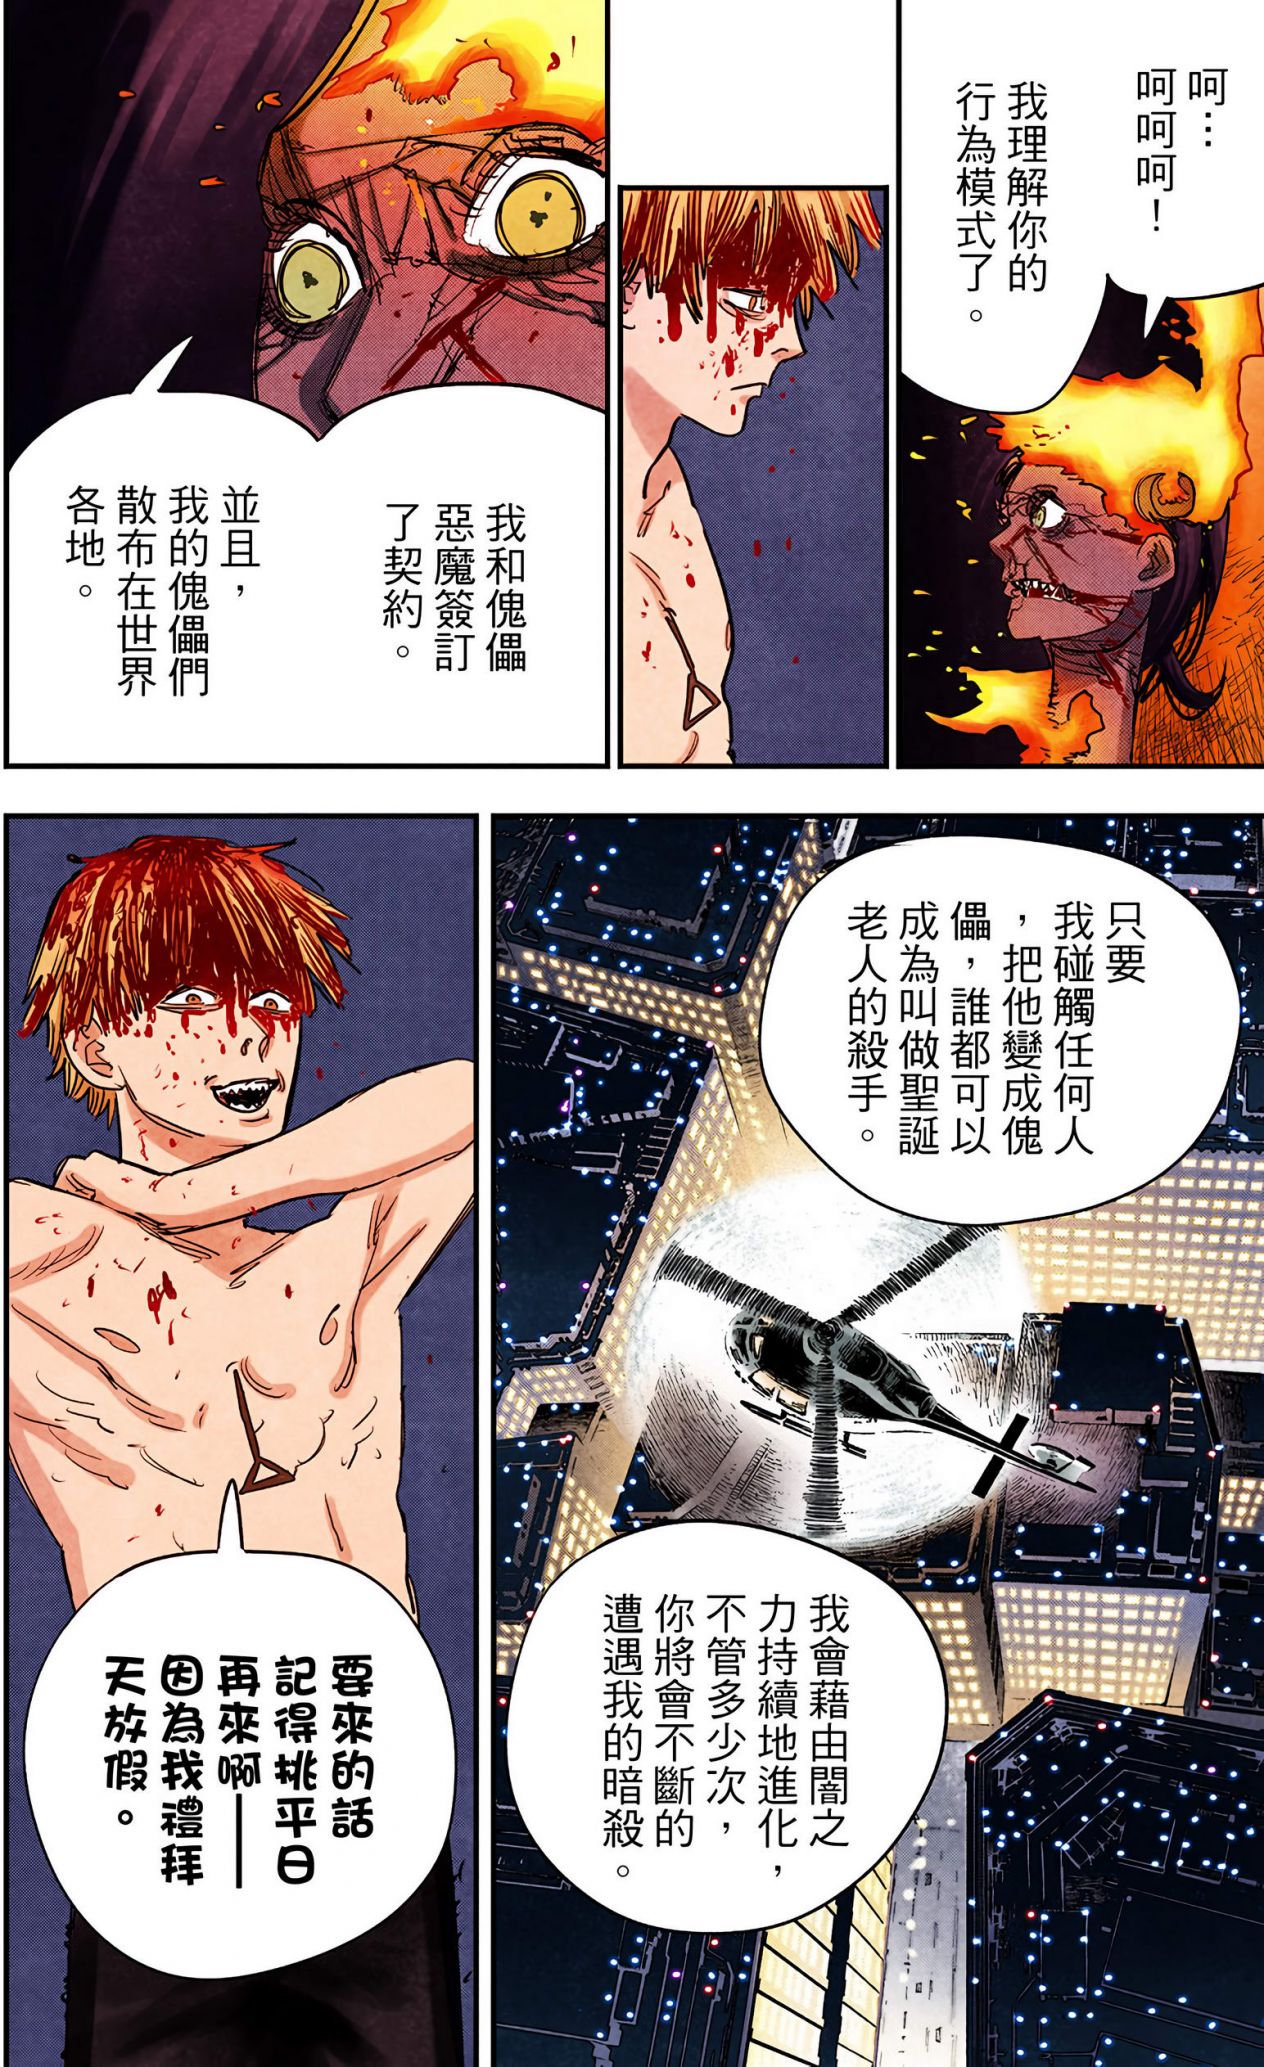 呵…
呵呵呵！
我理解你的
行為模式了。
我和傀儡
惡魔簽訂
了契約。
並且，
我的傀儡們
散布在世界
各地。
只要
我碰觸任何人
，把他變成傀
儡，誰都可以
成為叫做聖誕
老人的殺手。
我會藉由闇之
力持續地進化，
不管多少次，
你將會不斷的
遭遇我的暗殺。
要來的話
記得挑平日
再來啊——
因為我禮拜
天放假。